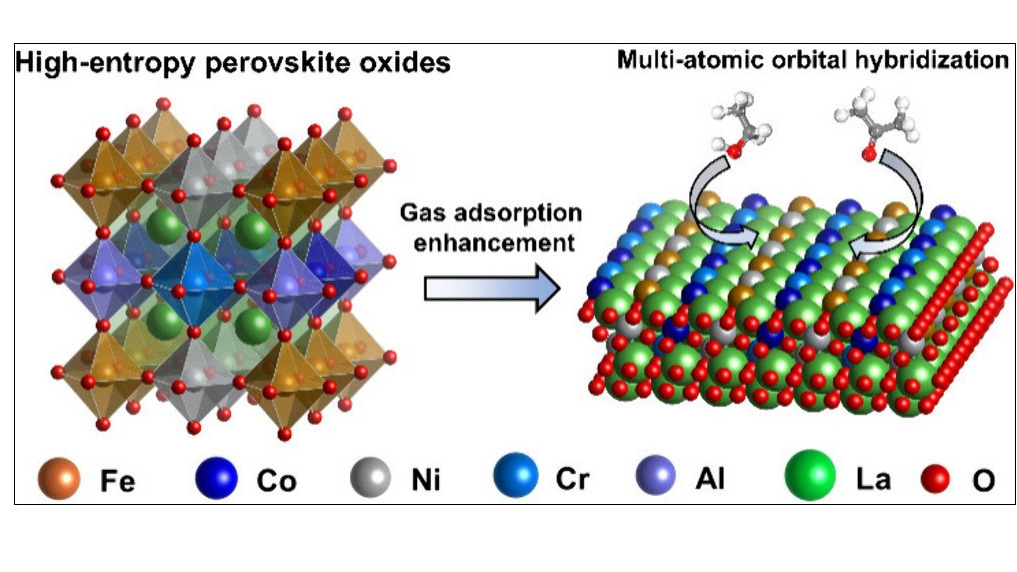 High-entropy perovskite oxides
Multi-atomic orbital hybridization
Gas adsorption
enhancement
Fe Co Ni Cr Al La O